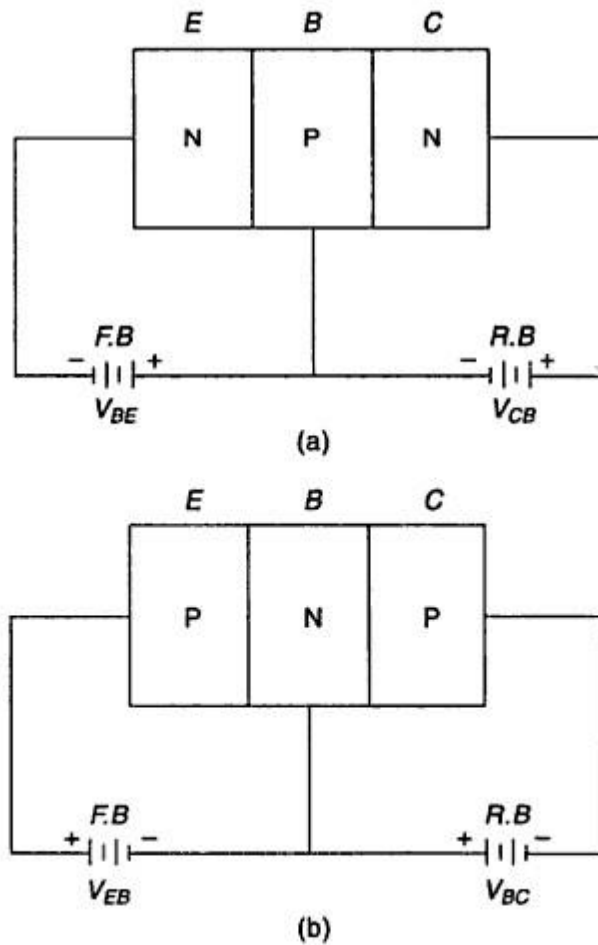 E B C
N P N
F.B R.B
− + − +
V_BE V_CB
(a)
E B C
P N P
F.B R.B
+ − + −
V_EB V_BC
(b)